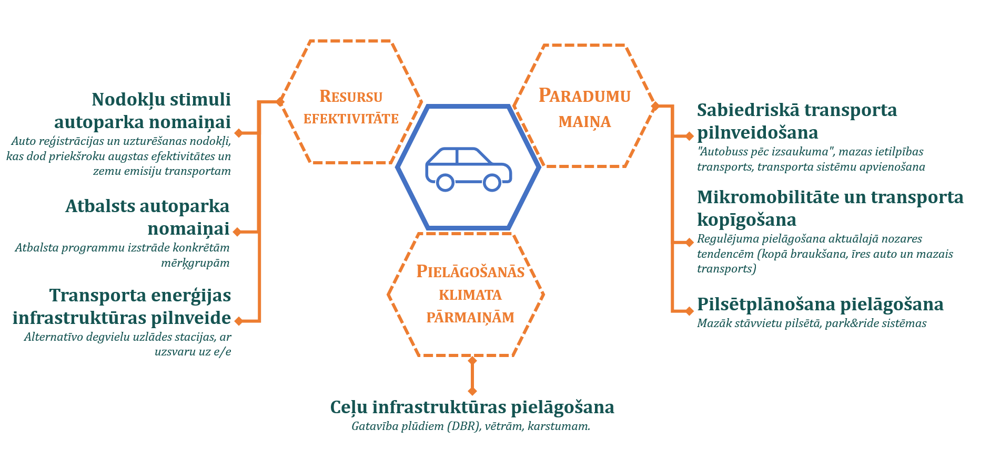 Resursu
efektivitāte
Nodokļu stimuli
autoparka nomaiņai
Auto reģistrācijas un uzturēšanas nodokļi,
kas dod priekšroku augstas efektivitātes un
zemu emisiju transportam
Atbalsts autoparka
nomaiņai
Atbalsta programmu izstrāde konkrētām
mērķgrupām
Transporta enerģijas
infrastruktūras pilnveide
Alternatīvo degvielu uzlādes stacijas, ar
uzsvaru uz e/e
Paradumu
maiņa
Sabiedriskā transporta
pilnveidošana
"Autobuss pēc izsaukuma", mazas ietilpības
transports, transporta sistēmu apvienošana
Mikromobilitāte un transporta
kopīgošana
Regulējuma pielāgošana aktuālajā nozares
tendencēm (kopā braukšana, īres auto un mazais
transports)
Pilsētplānošana pielāgošana
Mazāk stāvvietu pilsētā, park&ride sistēmas
Pielāgošanās
klimata
pārmaiņām
Ceļu infrastruktūras pielāgošana
Gatavība plūdiem (DBR), vētrām, karstumam.